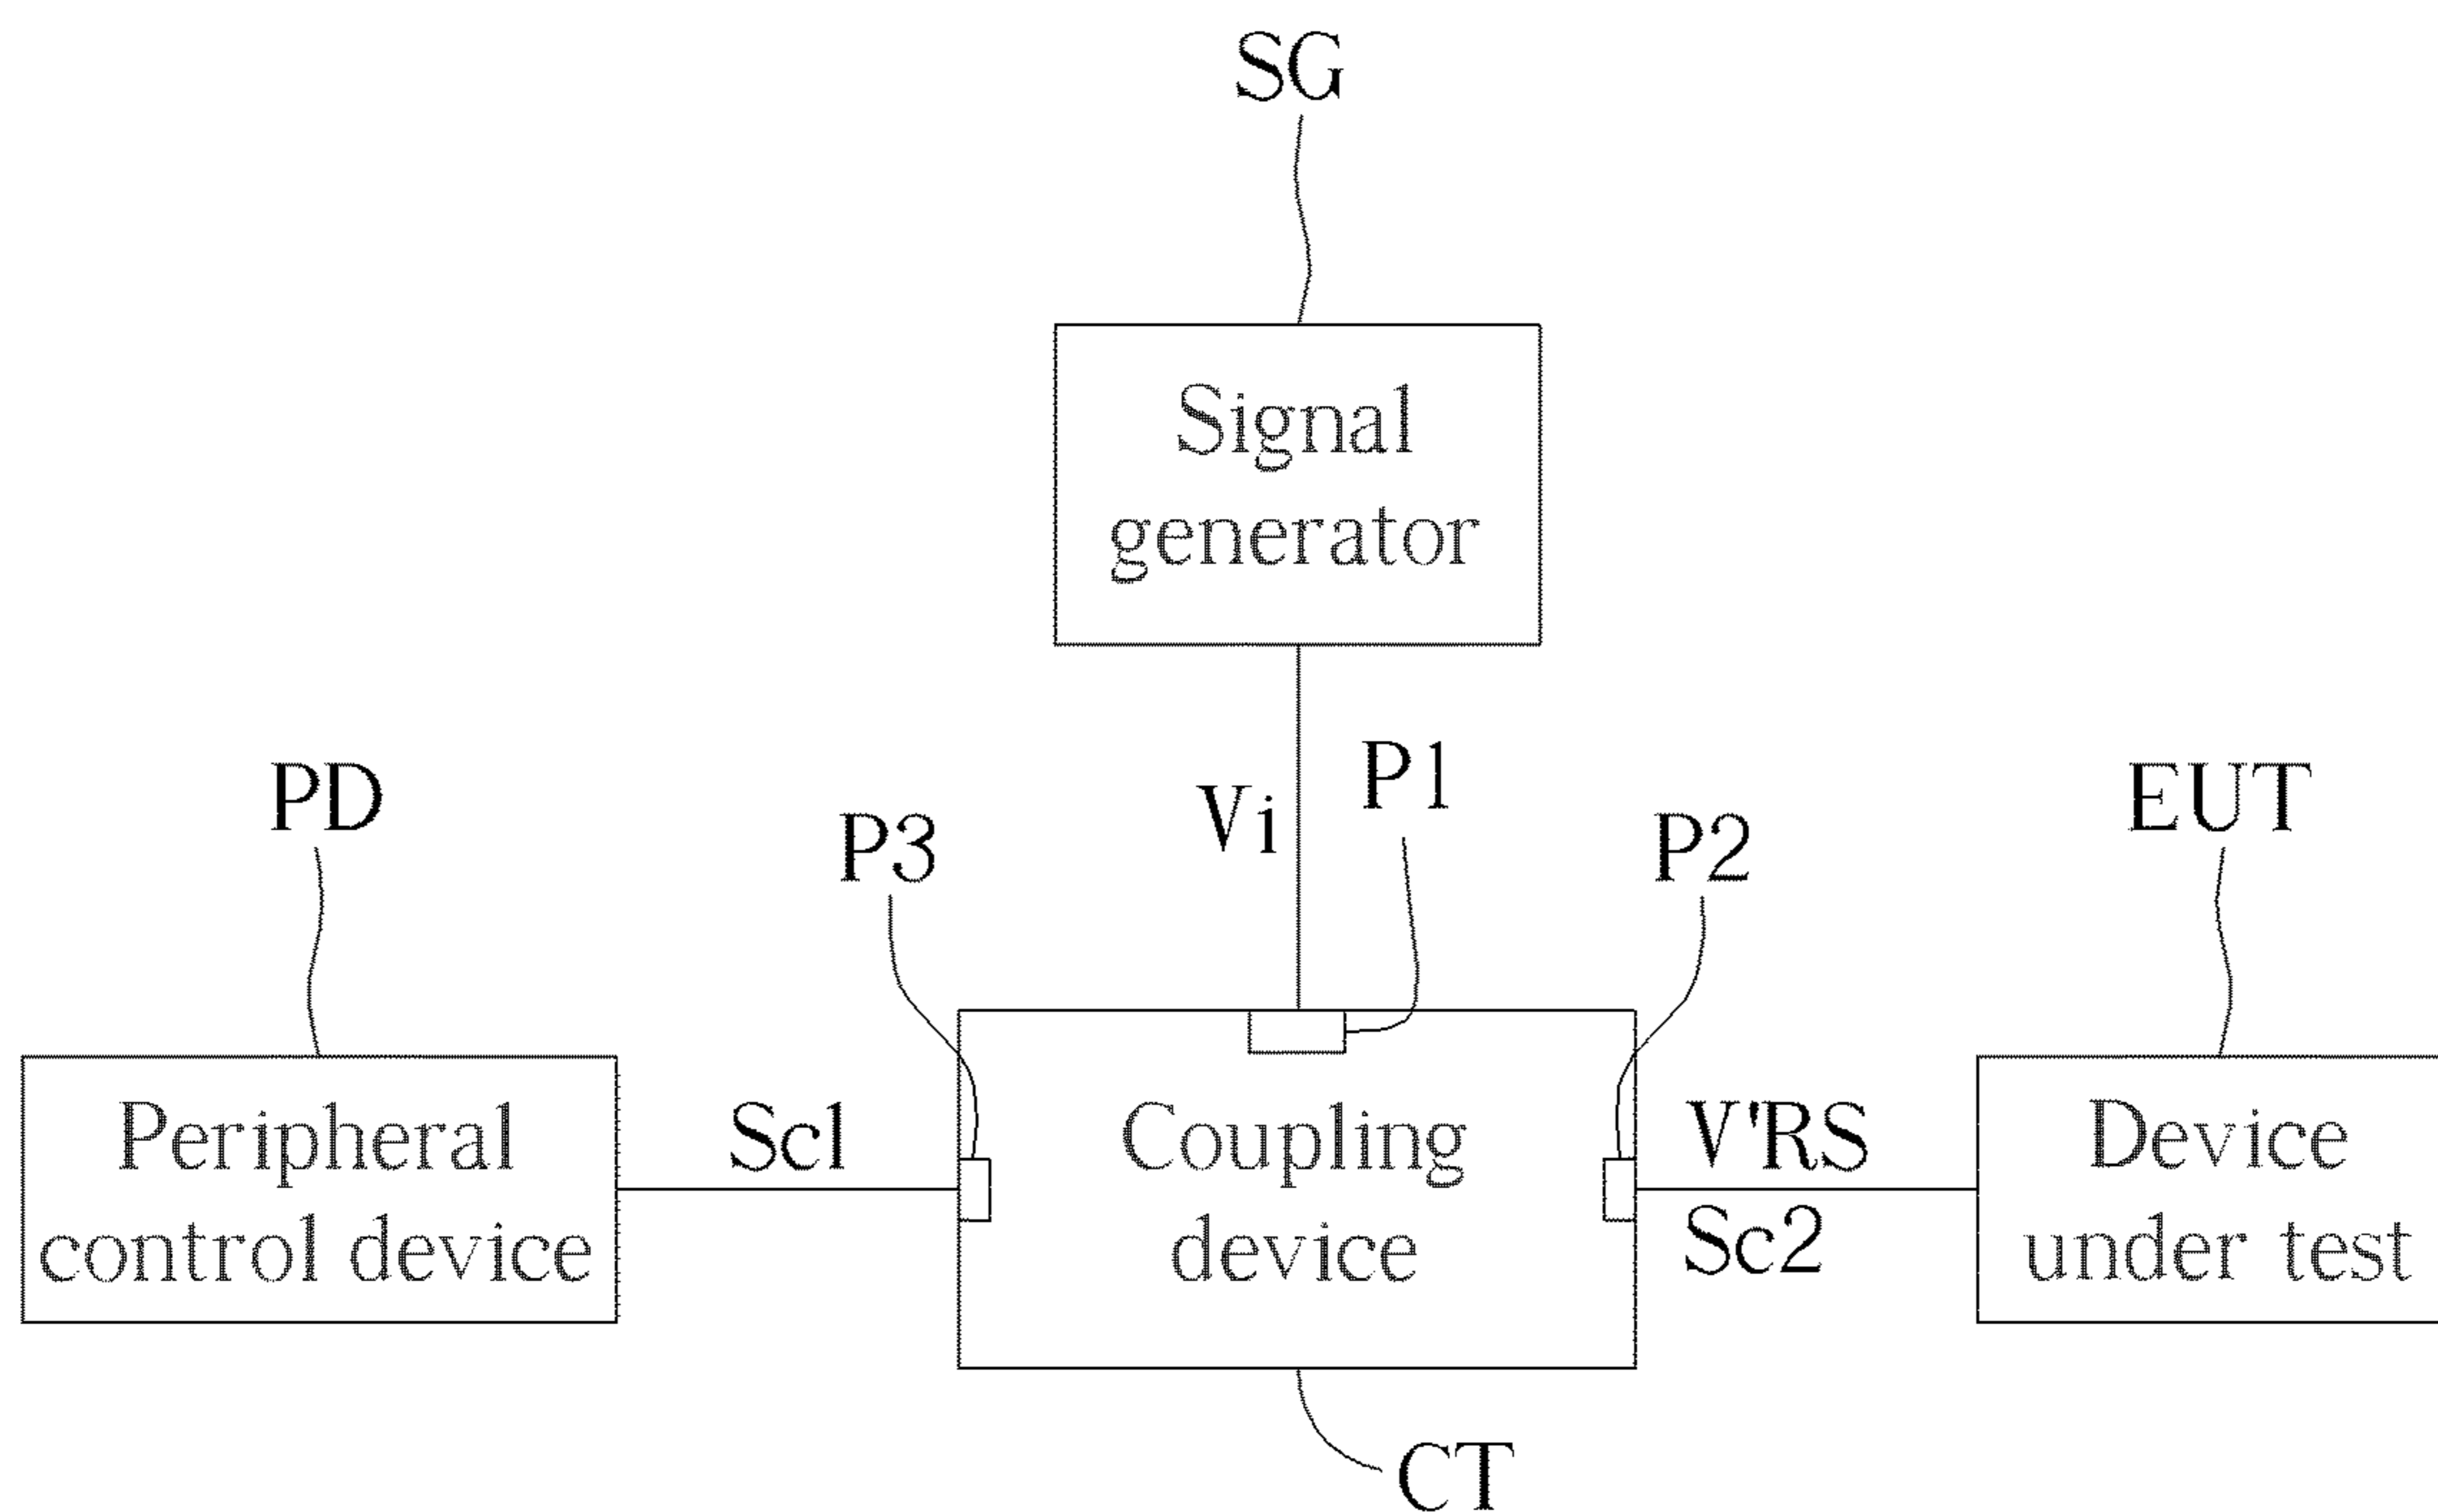 SG
Signal
generator
Vi
P1
PD
P3
P2
EUT
Peripheral
control device
Sc1
Coupling
device
V'RS
Sc2
Device
under test
CT